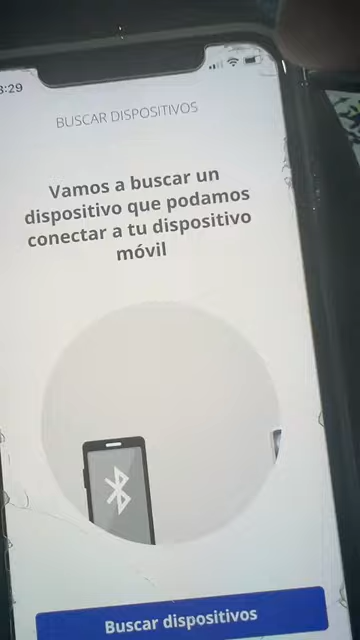 3:29
BUSCAR DISPOSITIVOS
Vamos a buscar un
dispositivo que podamos
conectar a tu dispositivo
móvil
Buscar dispositivos